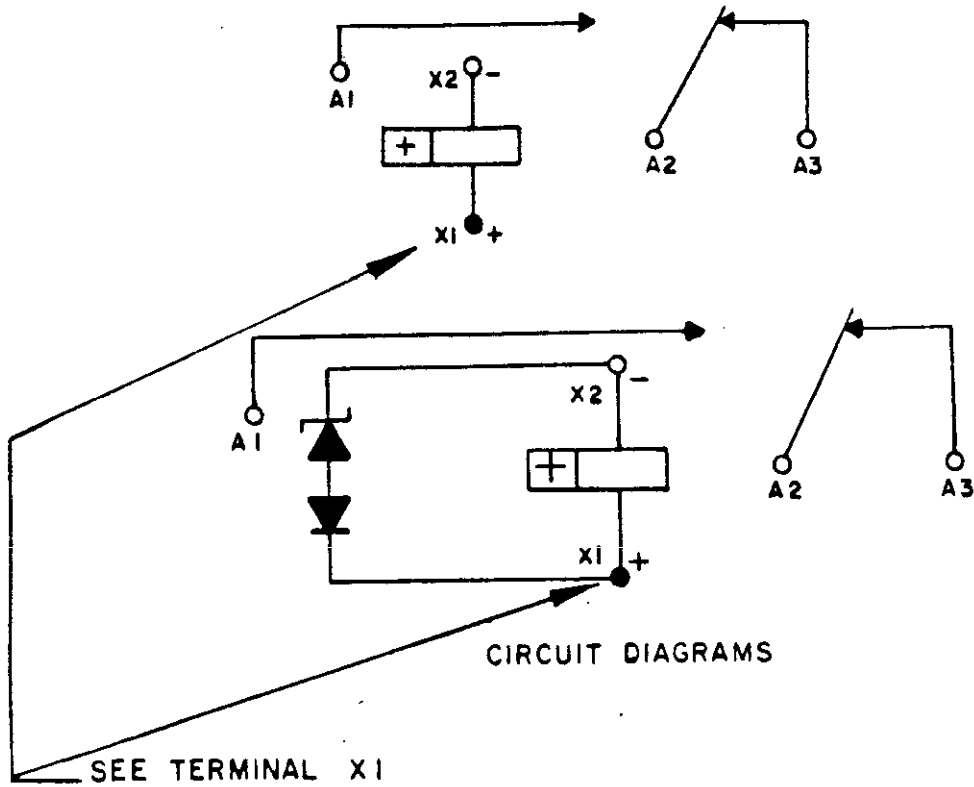 A1
X2 -
+
A2
A3
X1 +
A1
X2 -
+
A2
A3
X1 +
CIRCUIT DIAGRAMS
SEE TERMINAL X1